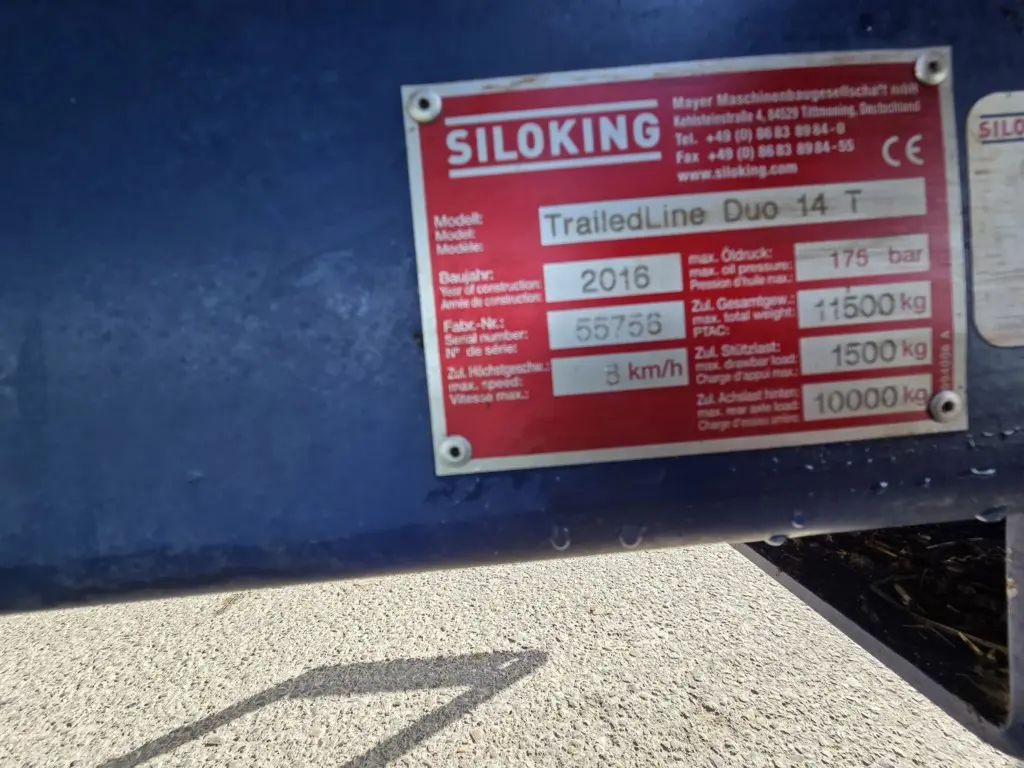 SILOKING
Mayer Maschinenbaugesellschaft mbH
Kehlsteinstraße 4, 84529 Tittmoning, Deutschland
Tel. +49 (0) 86 83 89 84-0
Fax +49 (0) 86 83 89 84-55
www.siloking.com
CE
Modell:
Model:
Modèle:
TrailedLine Duo 14 T
Baujahr:
Year of construction:
Année de construction:
2016
max. Öldruck:
max. oil pressure:
Pression d'huile max.:
175 bar
Fabr.-Nr.:
Serial number:
N° de série:
55756
Zul. Gesamtgew.:
max. total weight:
PTAC:
11500 kg
Zul. Höchstgeschw.:
max. speed:
Vitesse max.:
km/h
Zul. Stützlast:
max. drawbar load:
Charge d'appui max.:
1500 kg
Zul. Achslast hinten:
max. rear axle load:
10000 kg
SILO